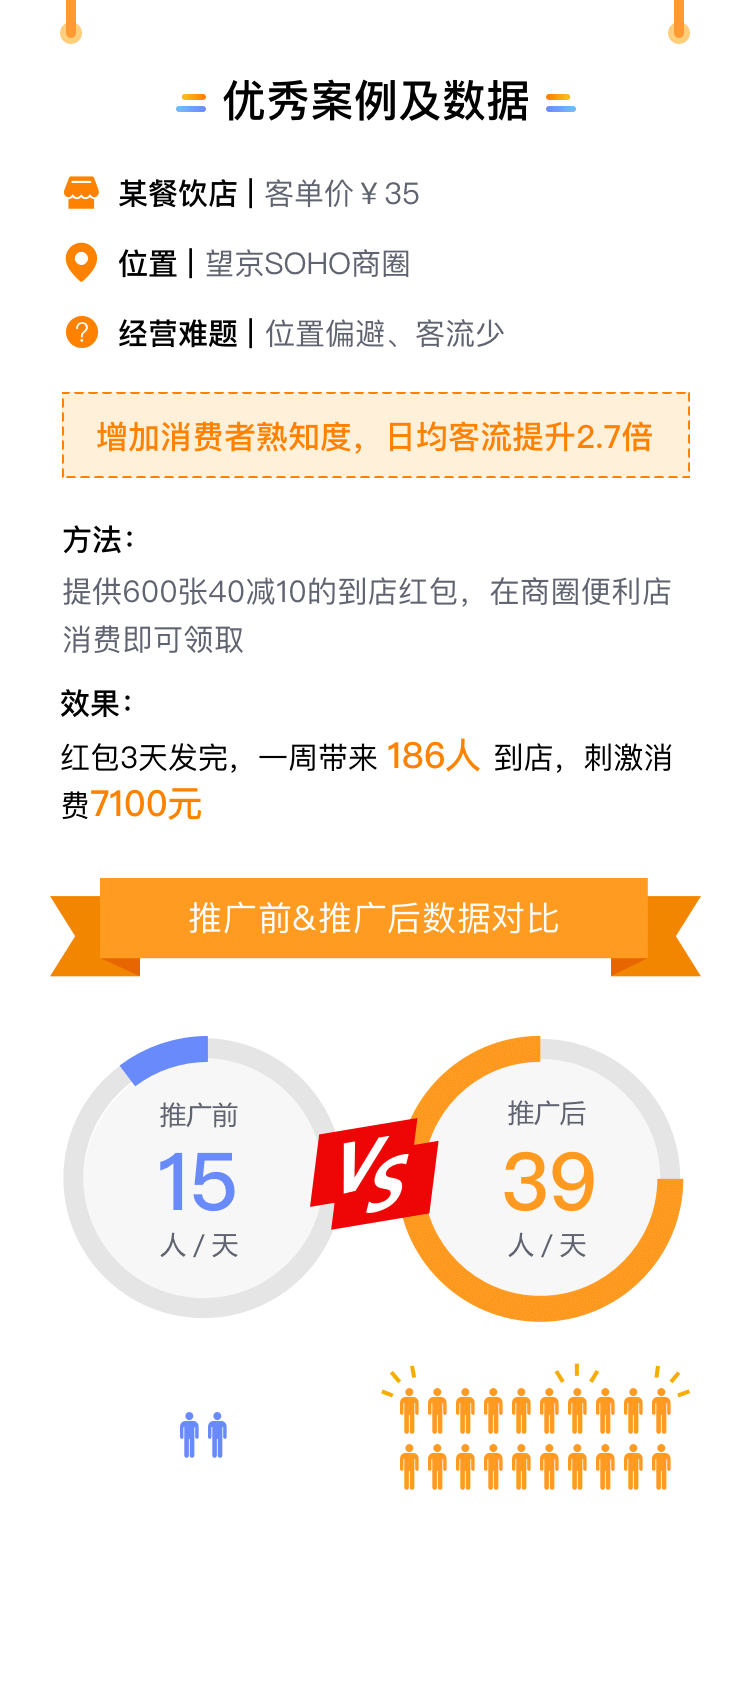 优秀案例及数据
某餐饮店 | 客单价￥35
位置 | 望京SOHO商圈
经营难题 | 位置偏避、客流少
增加消费者熟知度，日均客流提升2.7倍
方法：
提供600张40减10的到店红包，在商圈便利店
消费即可领取
效果：
红包3天发完，一周带来 186人 到店，刺激消
费7100元
推广前&推广后数据对比
推广前
15
人 / 天
VS
推广后
39
人 / 天